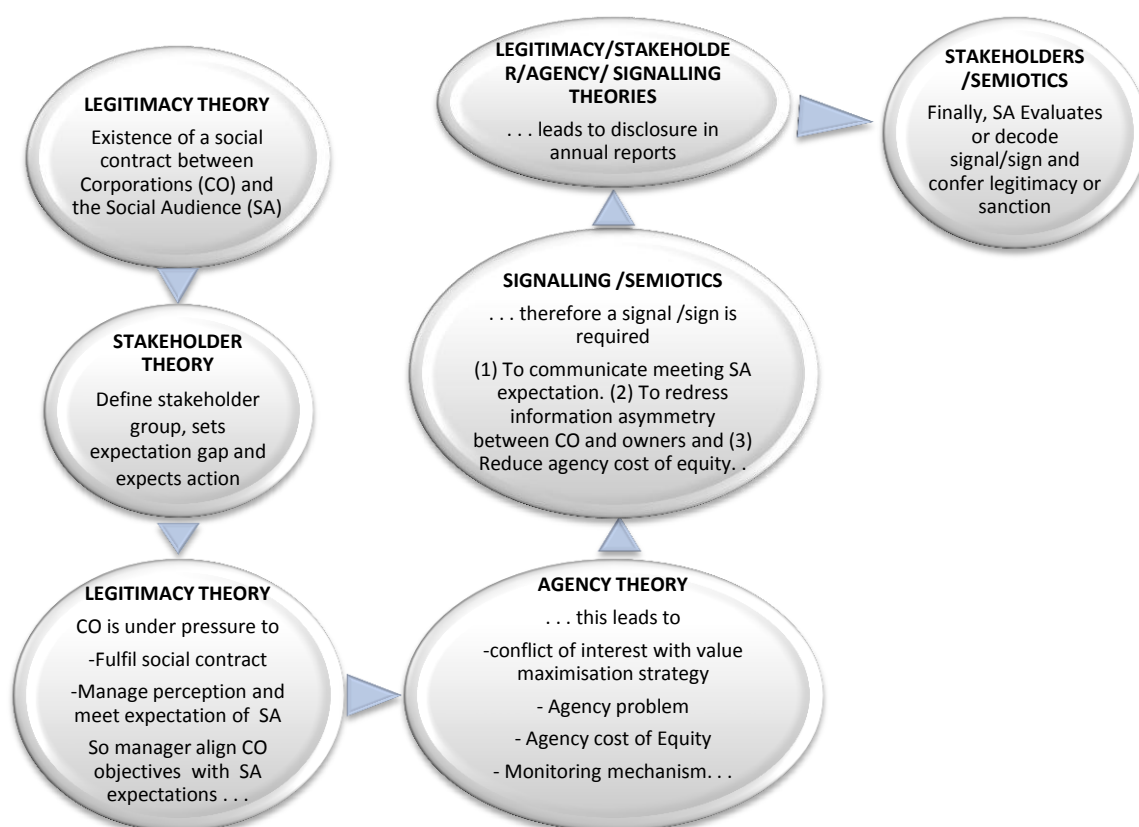 LEGITIMACY THEORY
Existence of a social
contract between
Corporations (CO) and
the Social Audience (SA)
STAKEHOLDER
THEORY
Define stakeholder
group, sets
expectation gap and
expects action
LEGITIMACY THEORY
CO is under pressure to
-Fulfil social contract
-Manage perception and
meet expectation of SA
So manager align CO
objectives with SA
expectations . . .
AGENCY THEORY
. . . this leads to
-conflict of interest with value
maximisation strategy
- Agency problem
- Agency cost of Equity
- Monitoring mechanism. . .
SIGNALLING /SEMIOTICS
. . . therefore a signal /sign is
required
(1) To communicate meeting SA
expectation. (2) To redress
information asymmetry
between CO and owners and (3)
Reduce agency cost of equity. .
LEGITIMACY/STAKEHOLDE
R/AGENCY/ SIGNALLING
THEORIES
. . . leads to disclosure in
annual reports
STAKEHOLDERS
/SEMIOTICS
Finally, SA Evaluates
or decode
signal/sign and
confer legitimacy or
sanction